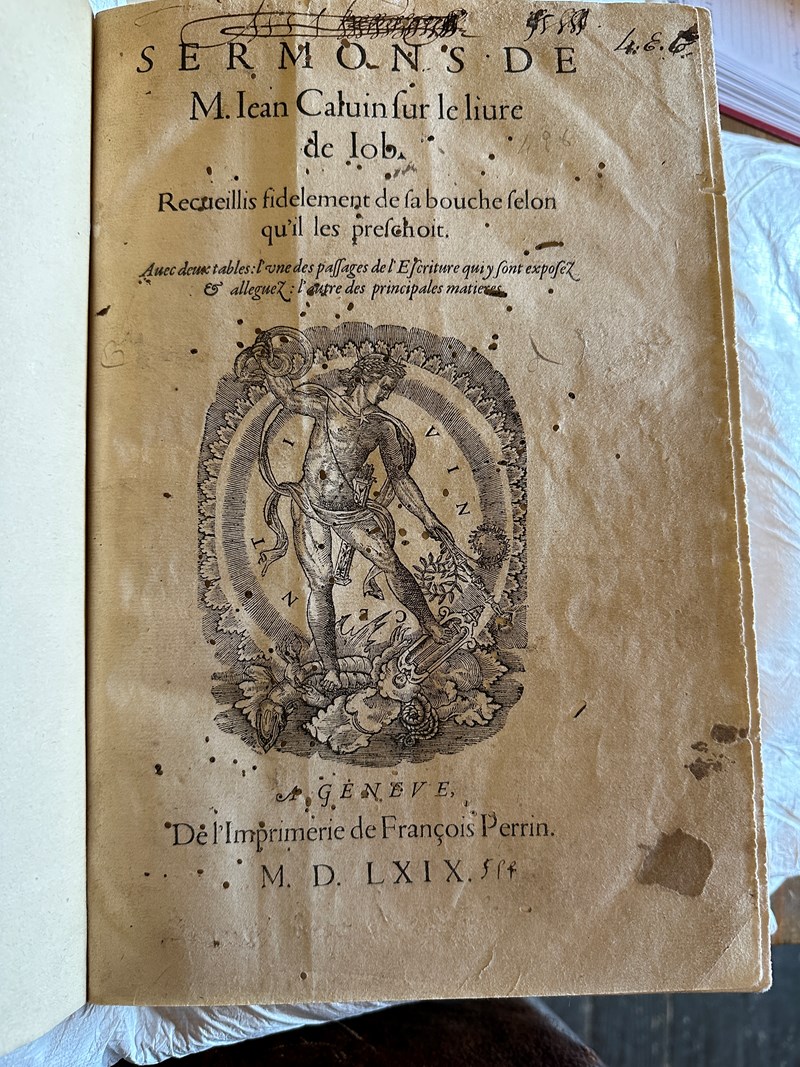 SERMONS DE
M. Iean Caluin ſur le liure
de Iob.
Recueillis fidelement de ſa bouche ſelon
qu'il les preſchoit.
Auec deux tables: l'vne des paſſages de l'Eſcriture qui y ſont expoſez
& alleguez: l'autre des principales matieres.
VINCENTI
A GENEVE,
De l'Imprimerie de François Perrin.
M. D. LXIX.